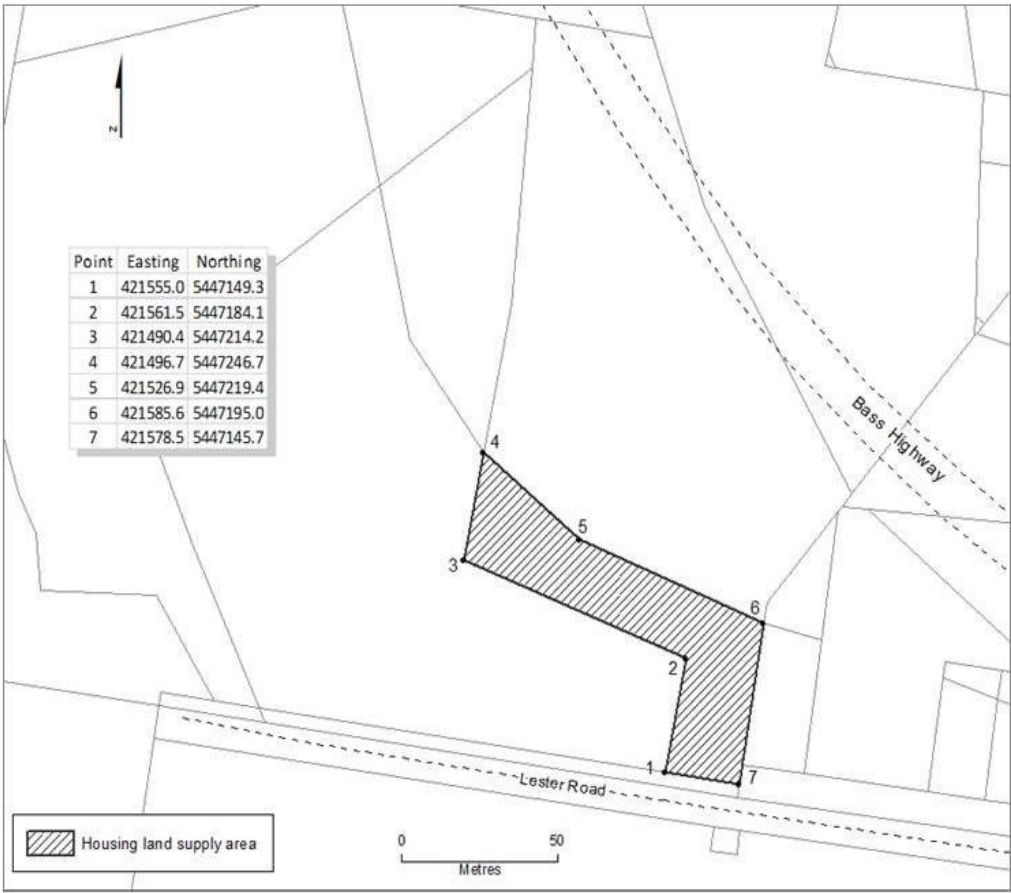 N
Point Easting Northing
1 421555.0 5447149.3
2 421561.5 5447184.1
3 421490.4 5447214.2
4 421496.7 5447246.7
5 421526.9 5447219.4
6 421585.6 5447195.0
7 421578.5 5447145.7
Bass Highway
4
5
3
6
2
1
7
Lester Road
Housing land supply area
0 50
Metres